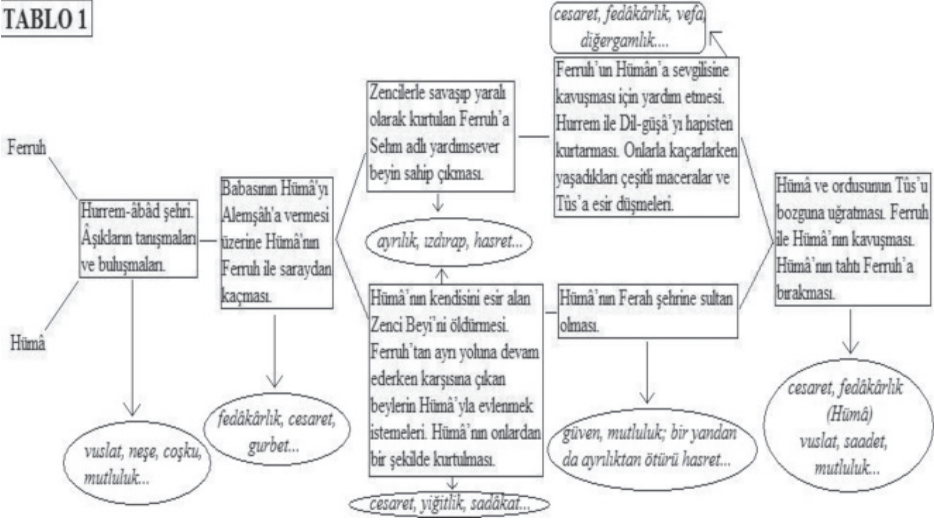 TABLO 1
Ferruh
Hümâ
Hurrem-âbâd şehri.
Âşıkların tanışmaları
ve buluşmaları.
vuslat, neşe, coşku,
mutluluk...
Babasının Hümâ'yı
Alemşâh'a vermesi
üzerine Hümâ'nın
Ferruh ile saraydan
kaçması.
fedâkârlık, cesaret,
gurbet...
Zencilerle savaşıp yaralı
olarak kurtulan Ferruh'a
Sehm adlı yardımsever
beyin sahip çıkması.
ayrılık, ızdırap, hasret...
Hümâ'nın kendisini esir alan
Zenci Beyi'ni öldürmesi.
Ferruh'tan ayrı yoluna devam
ederken karşısına çıkan
beylerin Hümâ'yla evlenmek
istemeleri. Hümâ'nın onlardan
bir şekilde kurtulması.
cesaret, yiğitlik, sadâkat...
cesaret, fedâkârlık, vefa,
diğergamlık....
Ferruh'un Hümân'a sevgilisine
kavuşması için yardım etmesi.
Hurrem ile Dil-güşâ'yı hapisten
kurtarması. Onlarla kaçarlarken
yaşadıkları çeşitli maceralar ve
Tûs'a esir düşmeleri.
Hümâ'nın Ferah şehrine sultan
olması.
güven, mutluluk; bir yandan
da ayrılıktan ötürü hasret...
Hümâ ve ordusunun Tûs'u
bozguna uğratması. Ferruh
ile Hümâ'nın kavuşması.
Hümâ'nın tahtı Ferruh'a
bırakması.
cesaret, fedâkârlık
(Hümâ)
vuslat, saadet,
mutluluk...